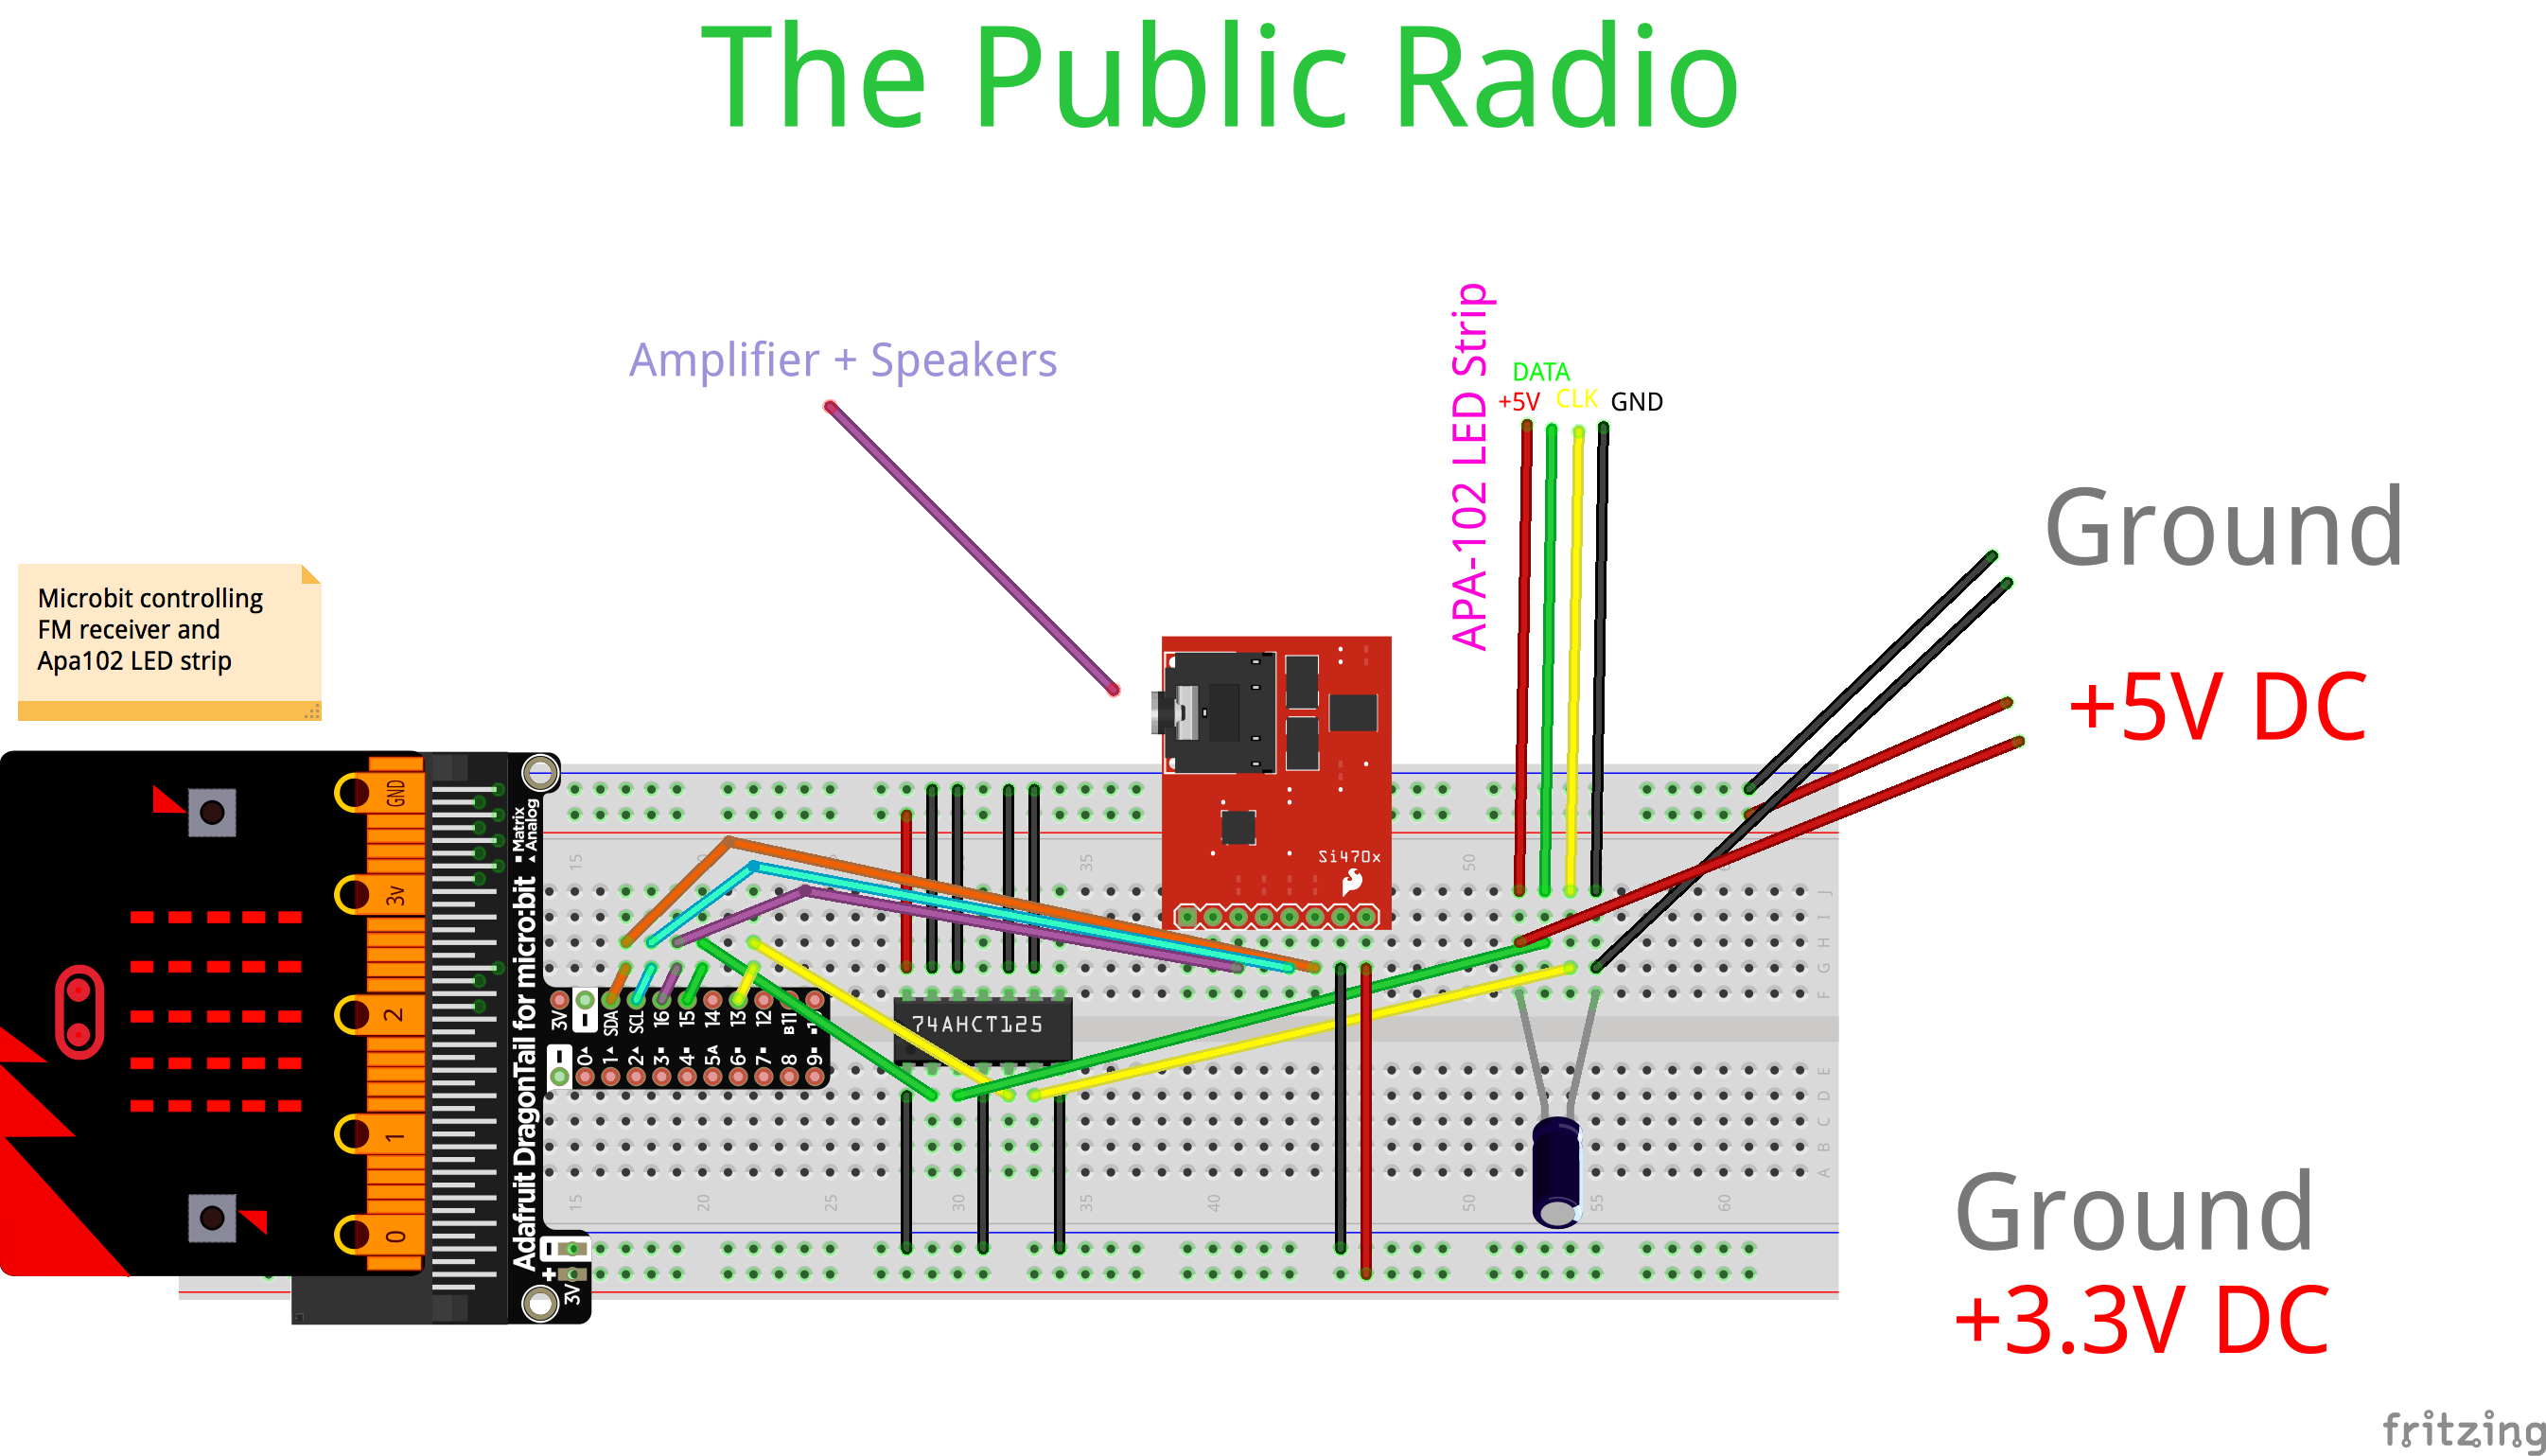 The Public Radio
Amplifier + Speakers
APA-102 LED Strip
DATA
+5V
CLK
GND
Ground
+5V DC
Microbit controlling
FM receiver and
Apa102 LED strip
GND
3v
2
1
0
Adafruit DragonTail for micro:bit
Matrix
Analog
3V
SDA
SCL
16
15
14
13
12
B11
0
1
2
3
4
5A
6
7
8
9
+
3V
74AHCT125
Si470x
15
35
50
J
I
H
G
F
E
D
C
B
A
15
20
25
30
35
40
50
55
60
Ground
+3.3V DC
fritzing